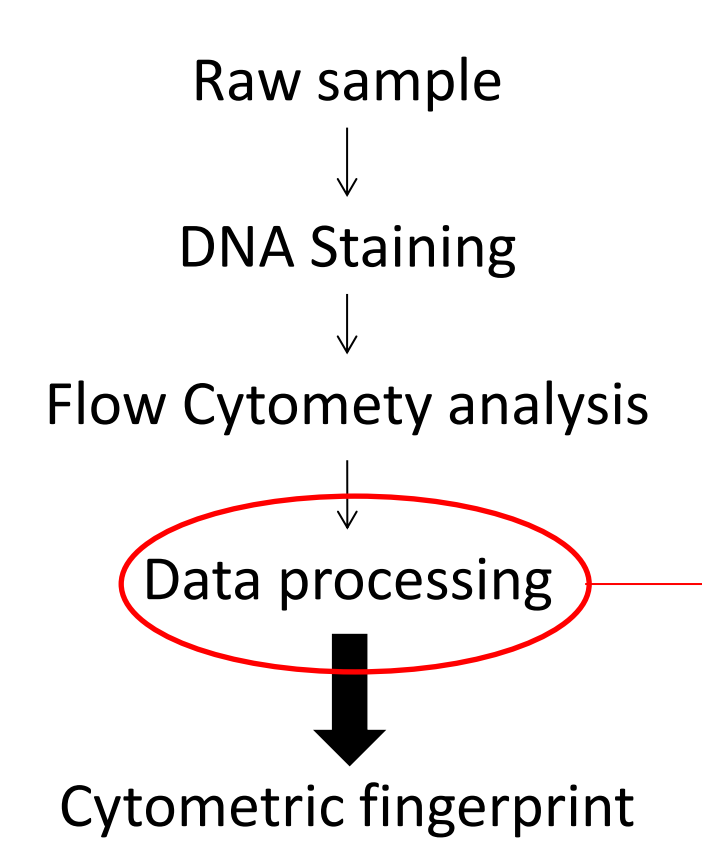 Raw sample
DNA Staining
Flow Cytomety analysis
Data processing
Cytometric fingerprint